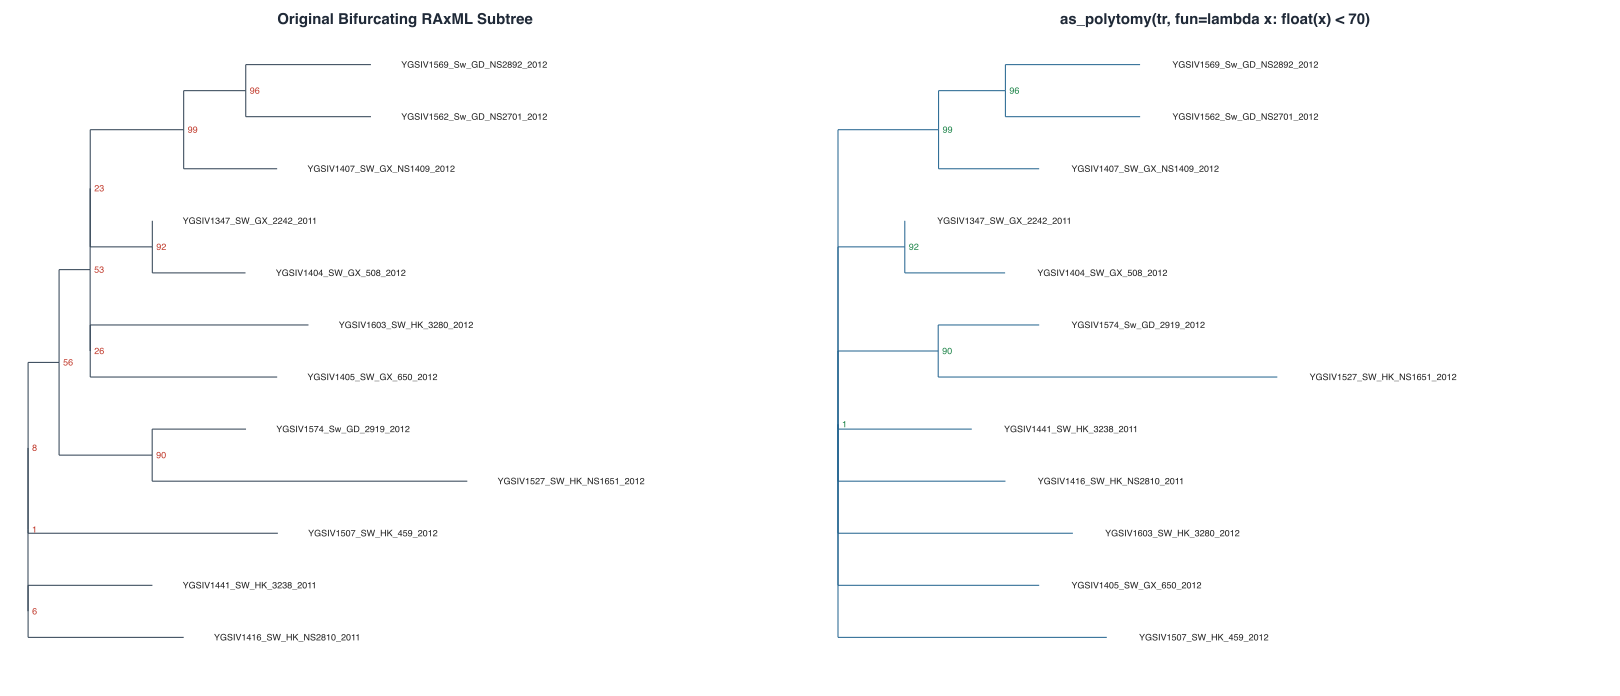 Original Bifurcating RAxML Subtree
YGSIV1569_Sw_GD_NS2892_2012
96
YGSIV1562_Sw_GD_NS2701_2012
99
YGSIV1407_SW_GX_NS1409_2012
23
YGSIV1347_SW_GX_2242_2011
92
53
YGSIV1404_SW_GX_508_2012
YGSIV1603_SW_HK_3280_2012
26
56
YGSIV1405_SW_GX_650_2012
YGSIV1574_Sw_GD_2919_2012
8
90
YGSIV1527_SW_HK_NS1651_2012
1
YGSIV1507_SW_HK_459_2012
YGSIV1441_SW_HK_3238_2011
6
YGSIV1416_SW_HK_NS2810_2011
as_polytomy(tr, fun=lambda x: float(x) < 70)
YGSIV1569_Sw_GD_NS2892_2012
96
YGSIV1562_Sw_GD_NS2701_2012
99
YGSIV1407_SW_GX_NS1409_2012
YGSIV1347_SW_GX_2242_2011
92
YGSIV1404_SW_GX_508_2012
YGSIV1574_Sw_GD_2919_2012
90
YGSIV1527_SW_HK_NS1651_2012
1
YGSIV1441_SW_HK_3238_2011
YGSIV1416_SW_HK_NS2810_2011
YGSIV1603_SW_HK_3280_2012
YGSIV1405_SW_GX_650_2012
YGSIV1507_SW_HK_459_2012